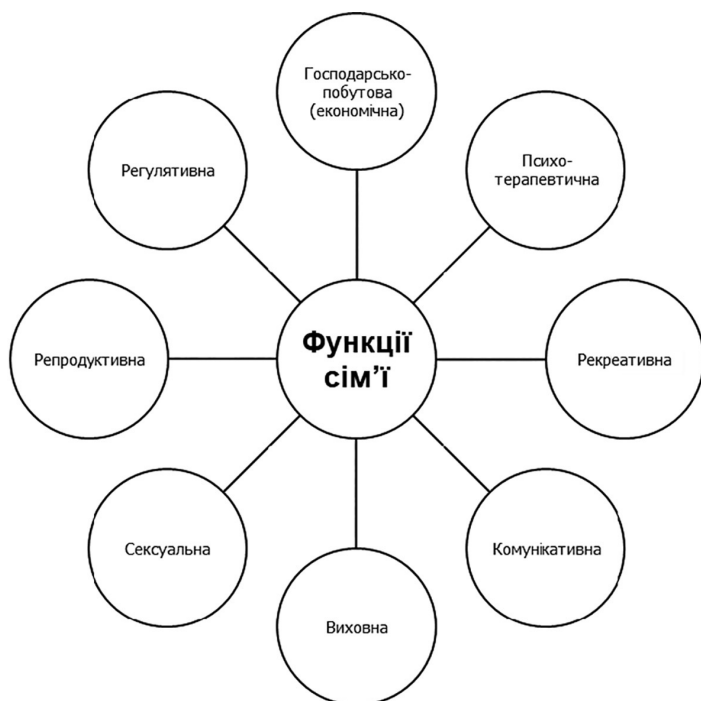 Господарсько-
побутова
(економічна)
Психо-
терапевтична
Регулятивна
Функції
сім’ї
Репродуктивна
Рекреативна
Сексуальна
Комунікативна
Виховна